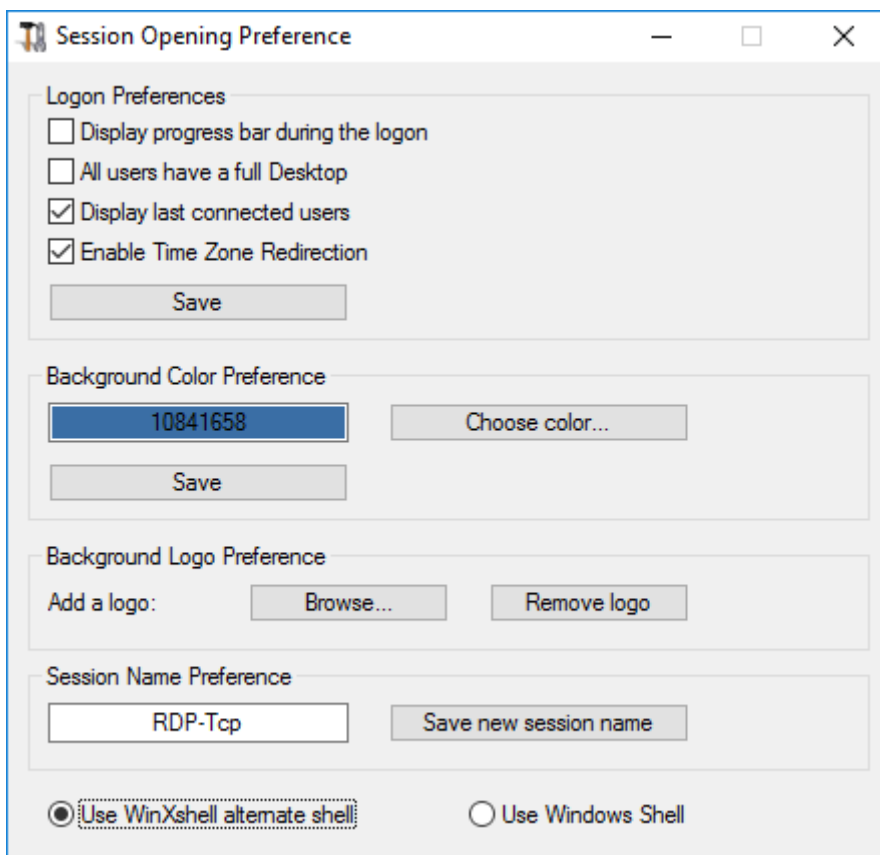 Session Opening Preference
Logon Preferences
Display progress bar during the logon
All users have a full Desktop
Display last connected users
Enable Time Zone Redirection
Save
Background Color Preference
10841658 Choose color...
Save
Background Logo Preference
Add a logo: Browse... Remove logo
Session Name Preference
RDP-Tcp Save new session name
Use WinXshell alternate shell Use Windows Shell